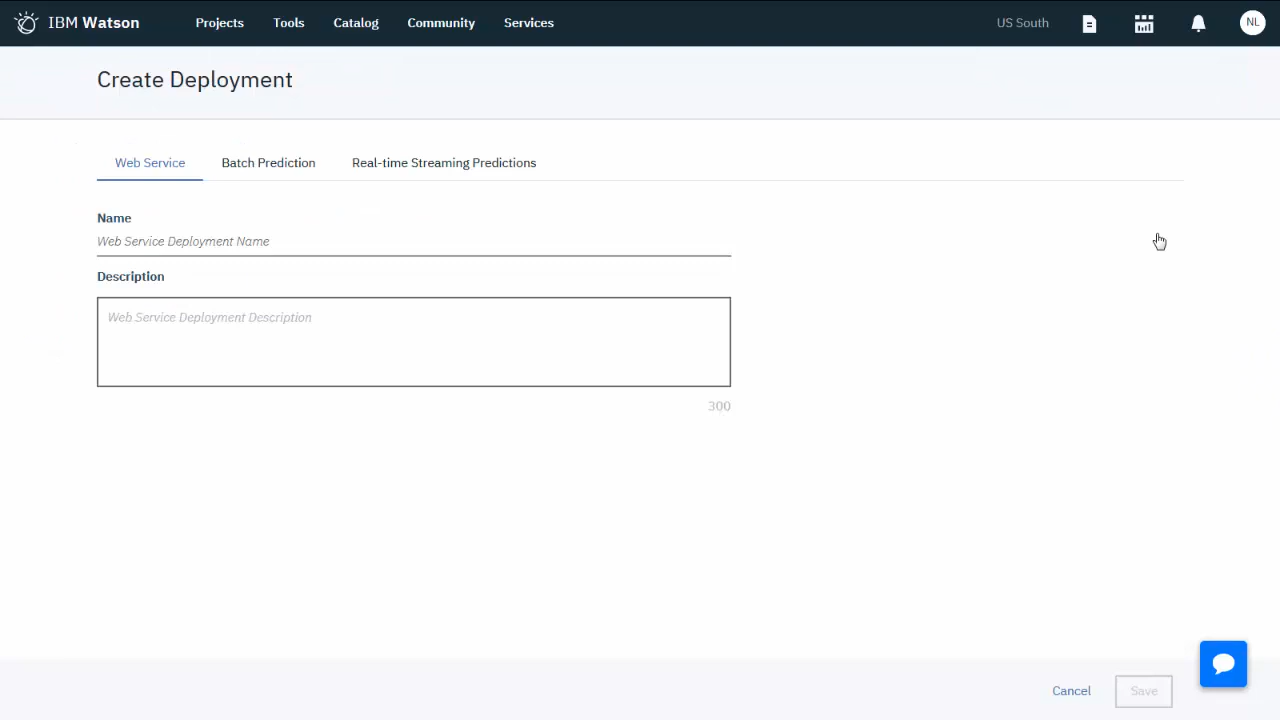 IBM Watson Projects Tools Catalog Community Services US South NL
Create Deployment
Web Service Batch Prediction Real-time Streaming Predictions
Name
Web Service Deployment Name
Description
Web Service Deployment Description
300
Cancel Save